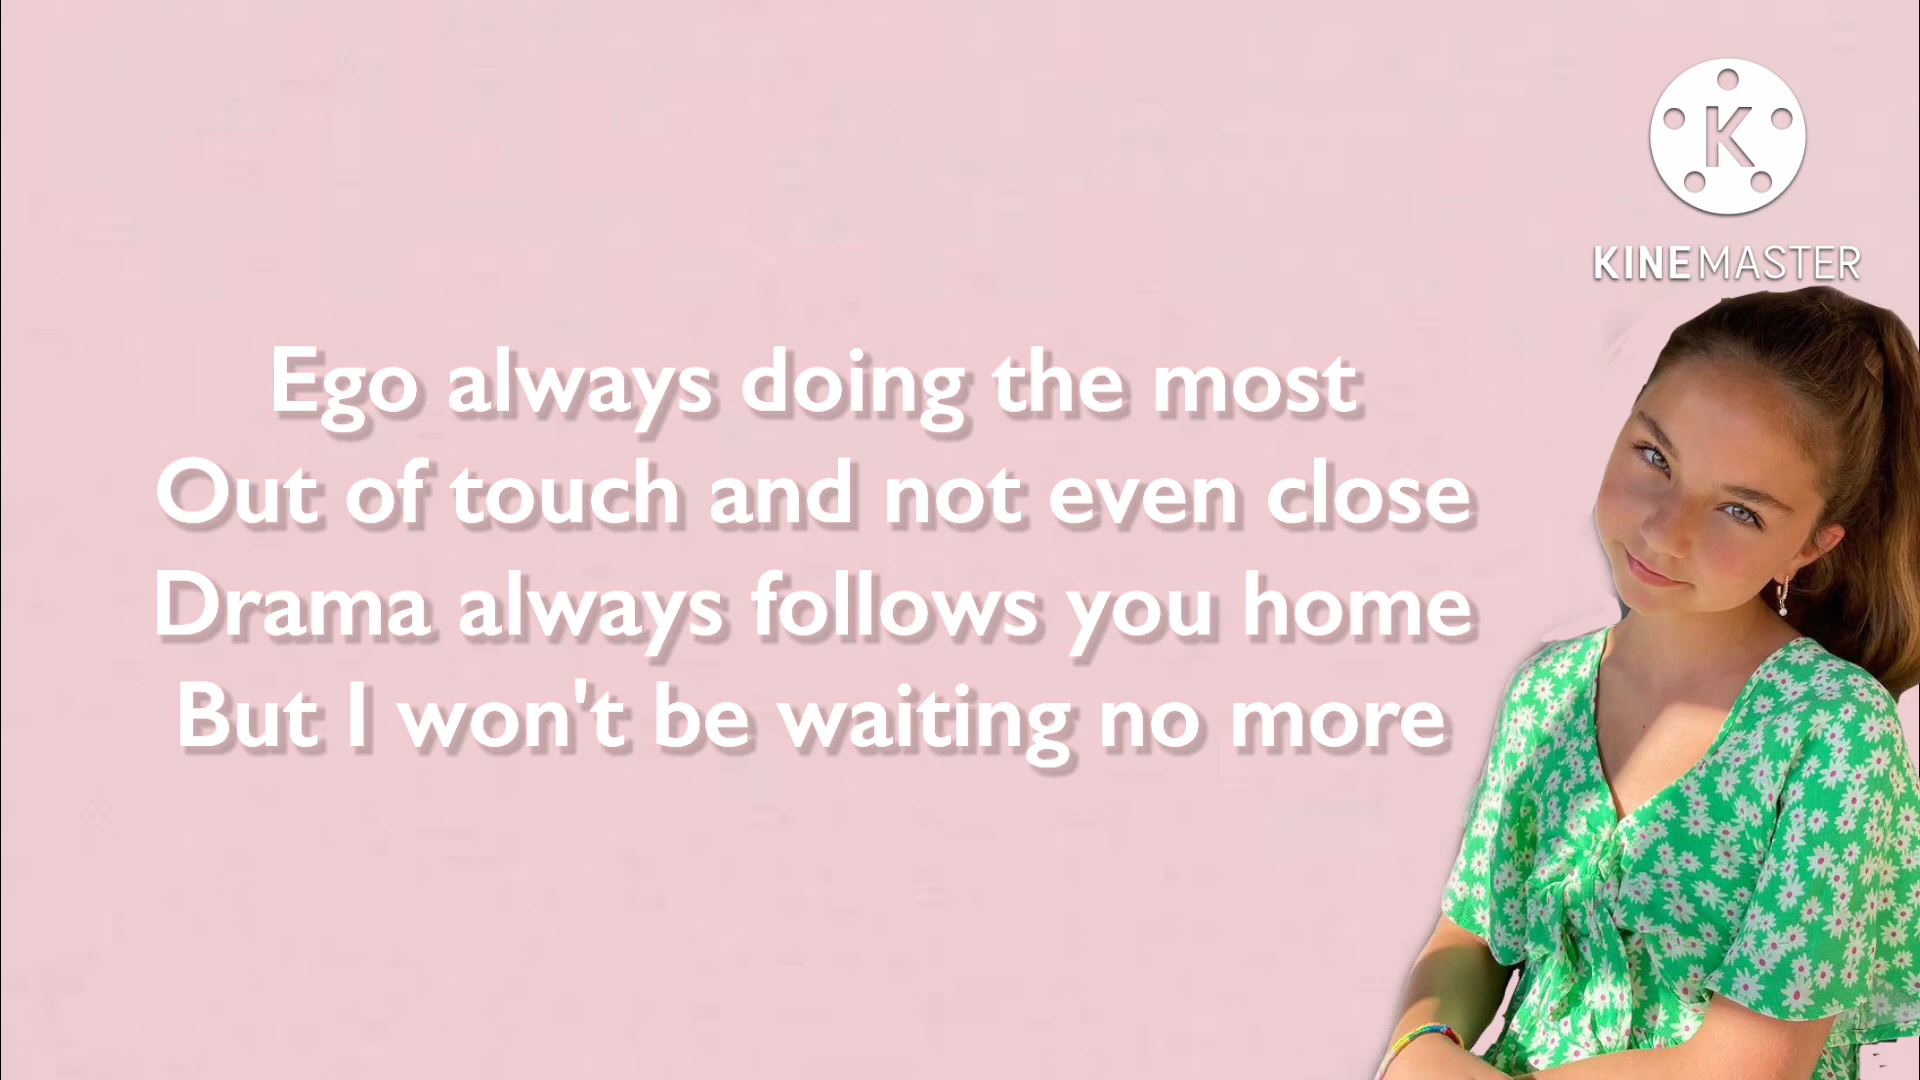 K
KINEMASTER
Ego always doing the most
Out of touch and not even close
Drama always follows you home
But I won't be waiting no more